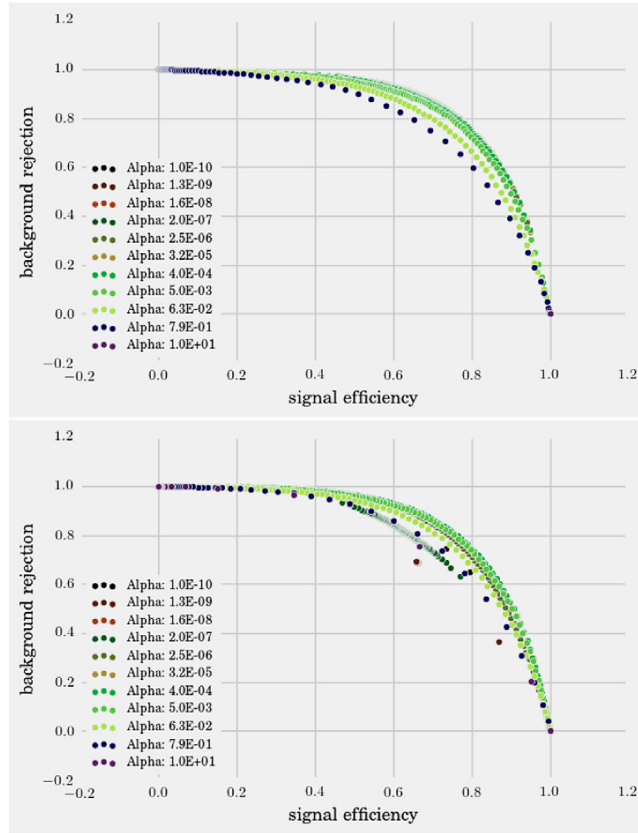 1.2
1.0
0.8
0.6
0.4
0.2
0.0
−0.2
background rejection
Alpha: 1.0E-10
Alpha: 1.3E-09
Alpha: 1.6E-08
Alpha: 2.0E-07
Alpha: 2.5E-06
Alpha: 3.2E-05
Alpha: 4.0E-04
Alpha: 5.0E-03
Alpha: 6.3E-02
Alpha: 7.9E-01
Alpha: 1.0E+01
−0.2 0.0 0.2 0.4 0.6 0.8 1.0 1.2
signal efficiency
1.2
1.0
0.8
0.6
0.4
0.2
0.0
−0.2
background rejection
Alpha: 1.0E-10
Alpha: 1.3E-09
Alpha: 1.6E-08
Alpha: 2.0E-07
Alpha: 2.5E-06
Alpha: 3.2E-05
Alpha: 4.0E-04
Alpha: 5.0E-03
Alpha: 6.3E-02
Alpha: 7.9E-01
Alpha: 1.0E+01
−0.2 0.0 0.2 0.4 0.6 0.8 1.0 1.2
signal efficiency